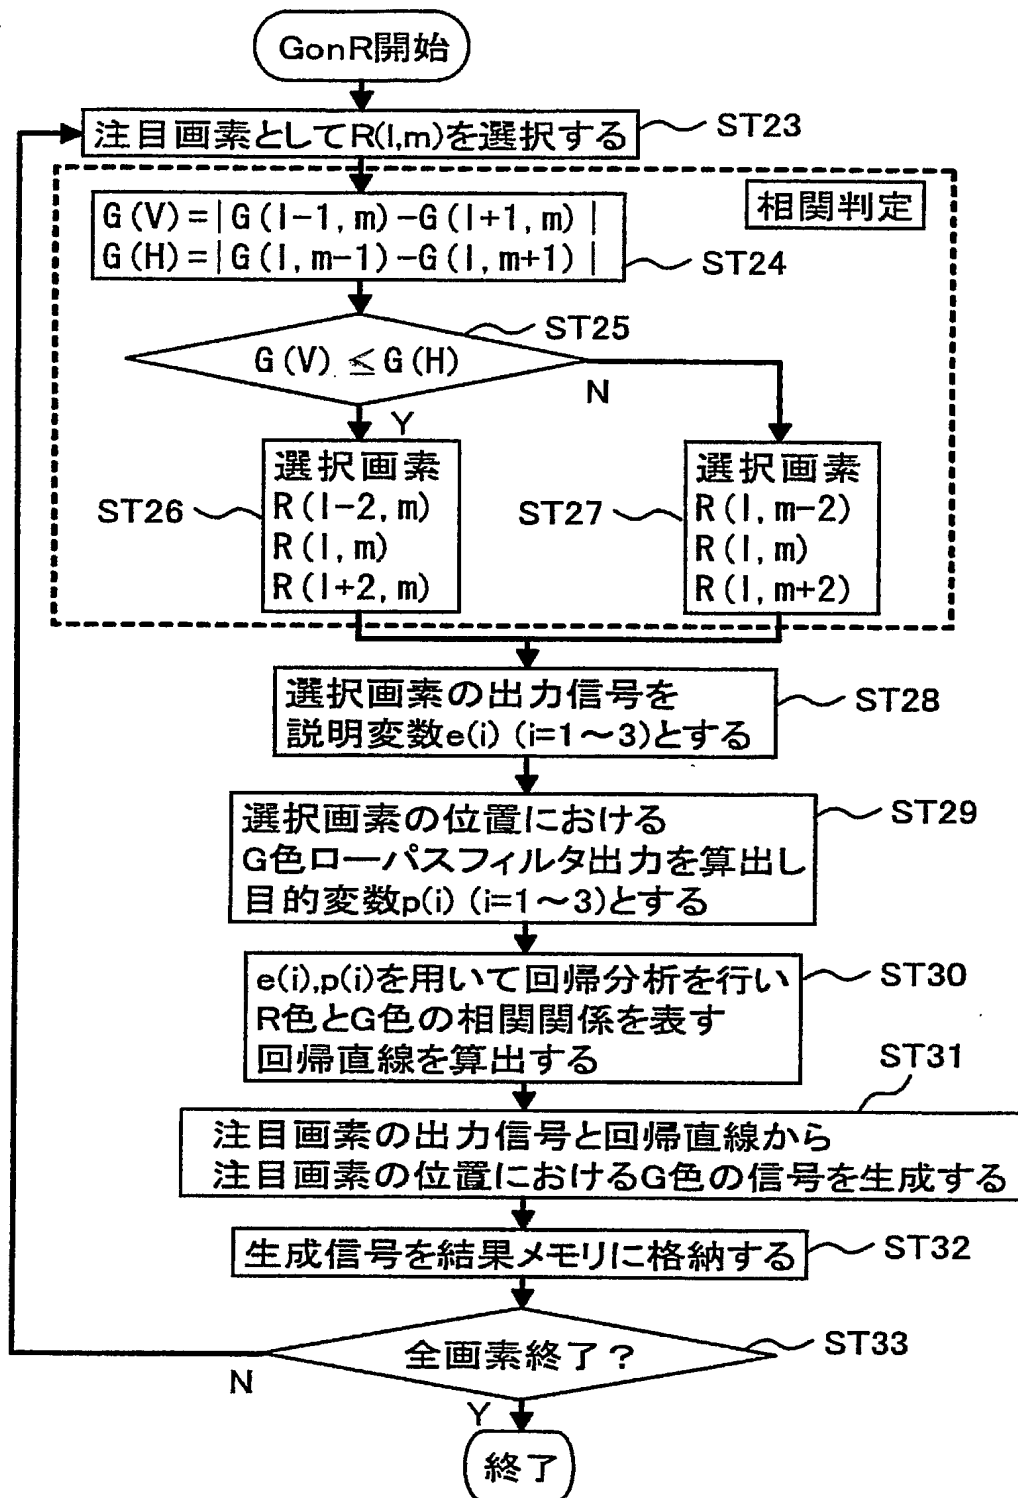 GonR開始
注目画素としてR(l,m)を選択する
ST23
相関判定
G(V)=|G(l-1,m)-G(l+1,m)|
G(H)=|G(l,m-1)-G(l,m+1)|
ST24
ST25
G(V)≦G(H)
N
Y
選択画素
R(l-2,m)
R(l,m)
R(l+2,m)
ST26
選択画素
R(l,m-2)
R(l,m)
R(l,m+2)
ST27
選択画素の出力信号を
説明変数e(i) (i=1～3)とする
ST28
選択画素の位置における
G色ローパスフィルタ出力を算出し
目的変数p(i) (i=1～3)とする
ST29
e(i),p(i)を用いて回帰分析を行い
R色とG色の相関関係を表す
回帰直線を算出する
ST30
ST31
注目画素の出力信号と回帰直線から
注目画素の位置におけるG色の信号を生成する
生成信号を結果メモリに格納する
ST32
全画素終了？
ST33
N
Y
終了